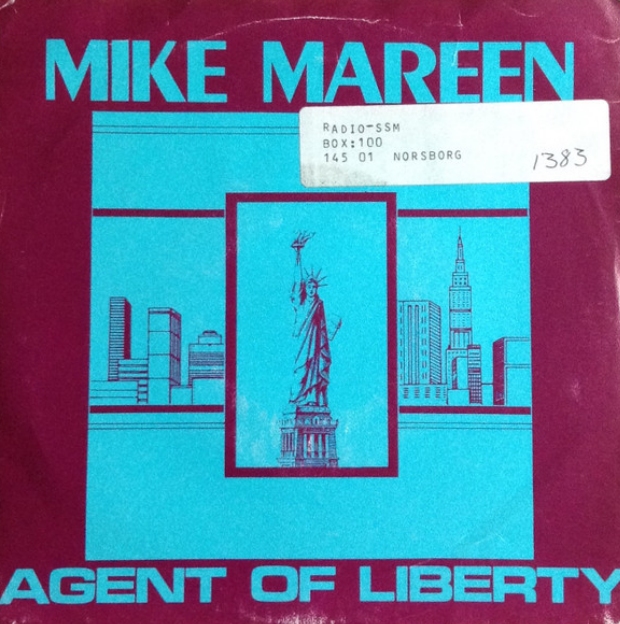 MIKE MAREEN
RADIO-SSM
BOX:100
145 01 NORSBORG
1383
AGENT OF LIBERTY